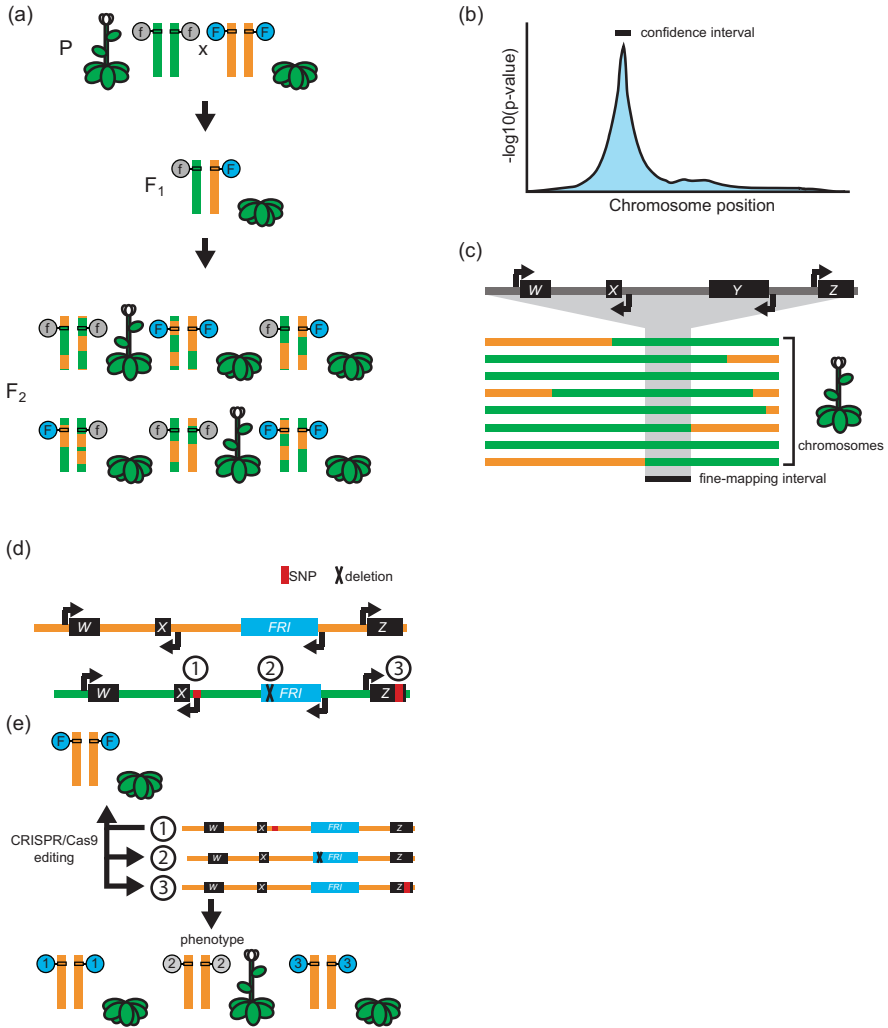 (a)
P
f f x F F
F1
f F
F2
f f F F f F
F f f f F F
(b)
confidence interval
-log10(p-value)
Chromosome position
(c)
W X Y Z
chromosomes
fine-mapping interval
(d)
SNP deletion
W X FRI Z
1 2 3
W X FRI Z
(e)
F F
CRISPR/Cas9
editing
1 W X FRI Z
2 W X FRI Z
3 W X FRI Z
phenotype
1 1 2 2 3 3